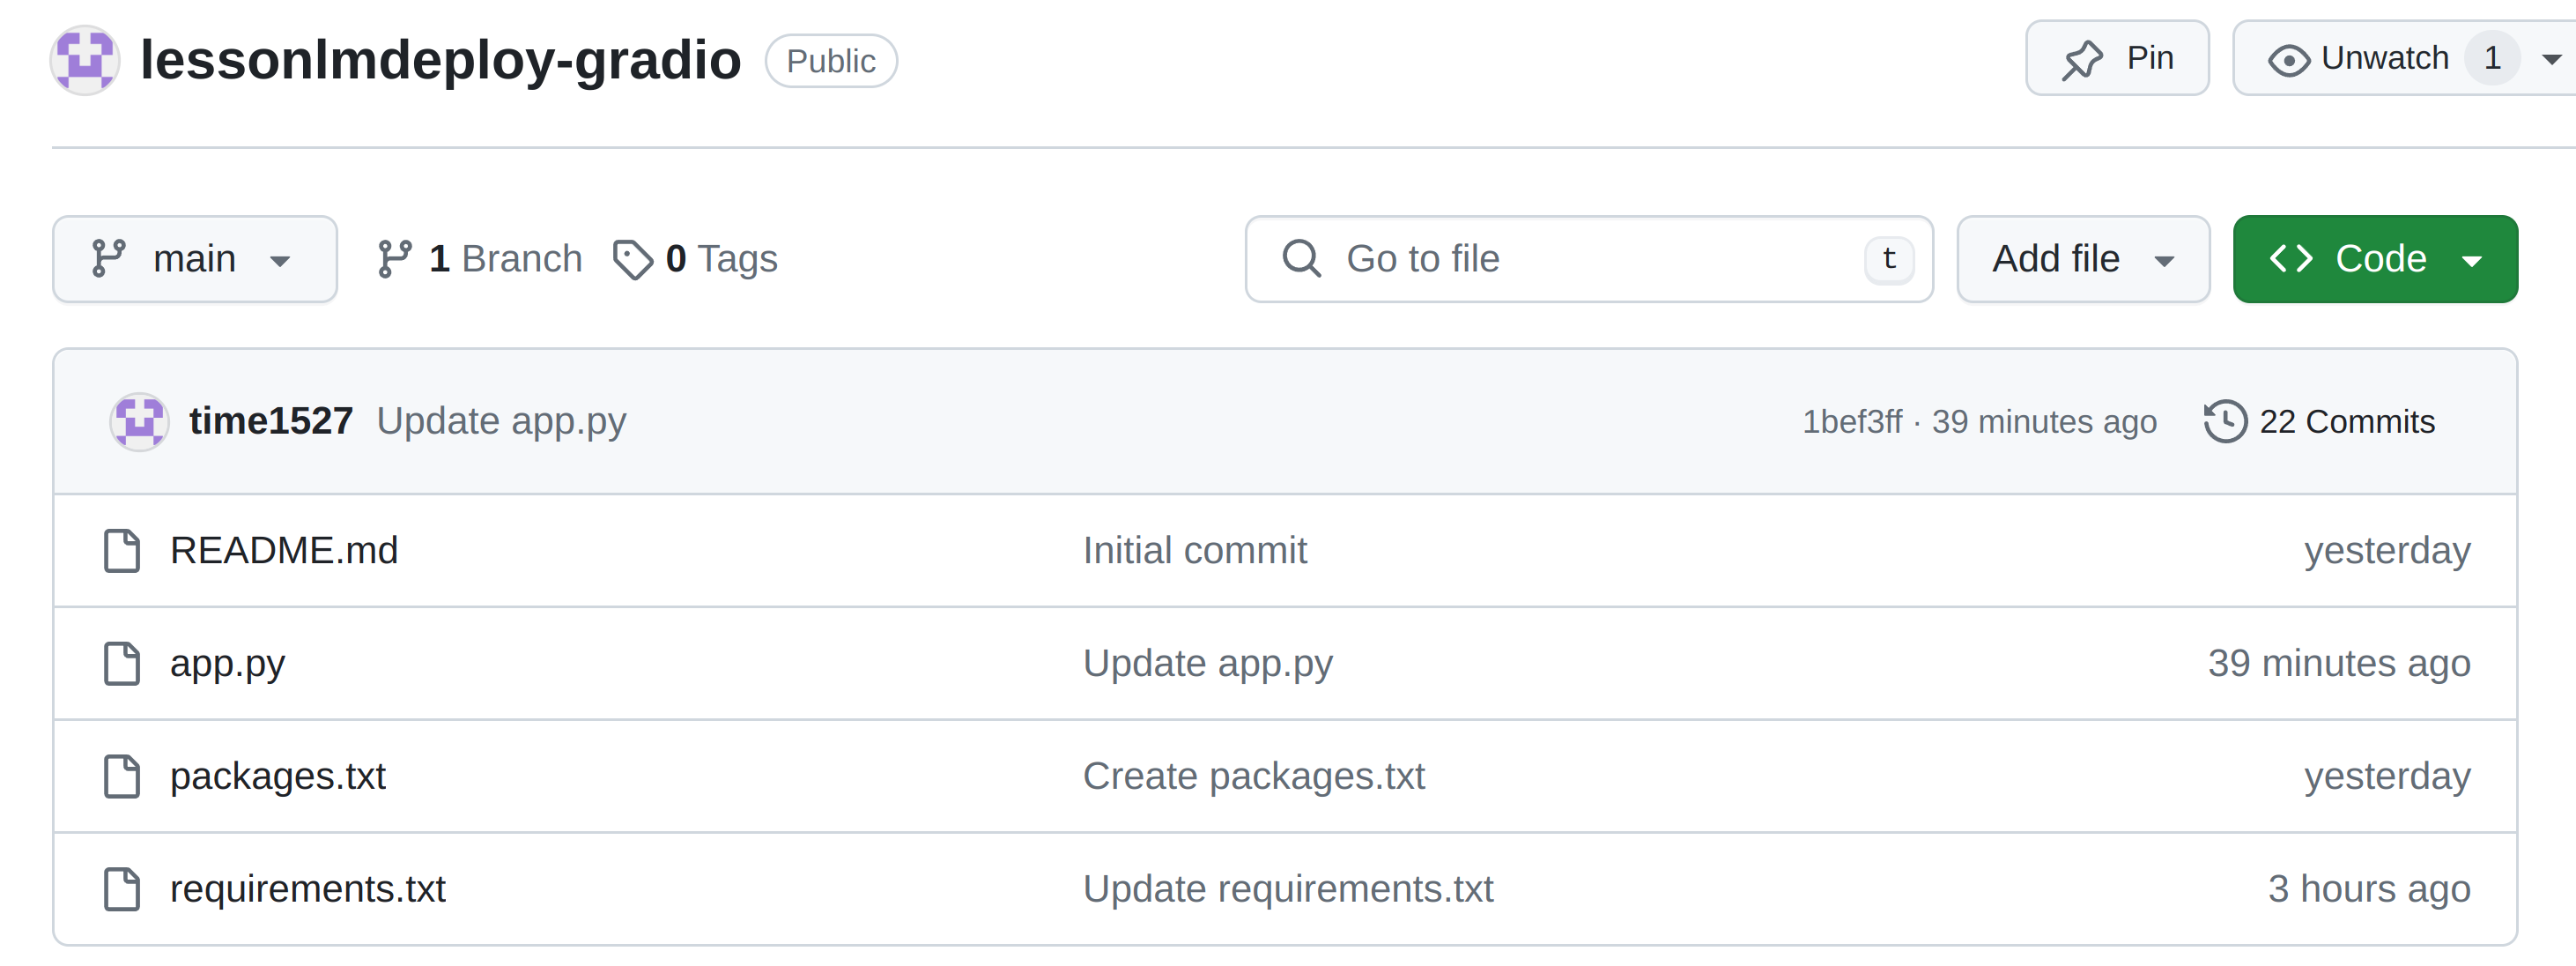 lessonlmdeploy-gradio Public Pin Unwatch 1
main 1 Branch 0 Tags Go to file t Add file Code
time1527 Update app.py 1bef3ff · 39 minutes ago 22 Commits
README.md Initial commit yesterday
app.py Update app.py 39 minutes ago
packages.txt Create packages.txt yesterday
requirements.txt Update requirements.txt 3 hours ago